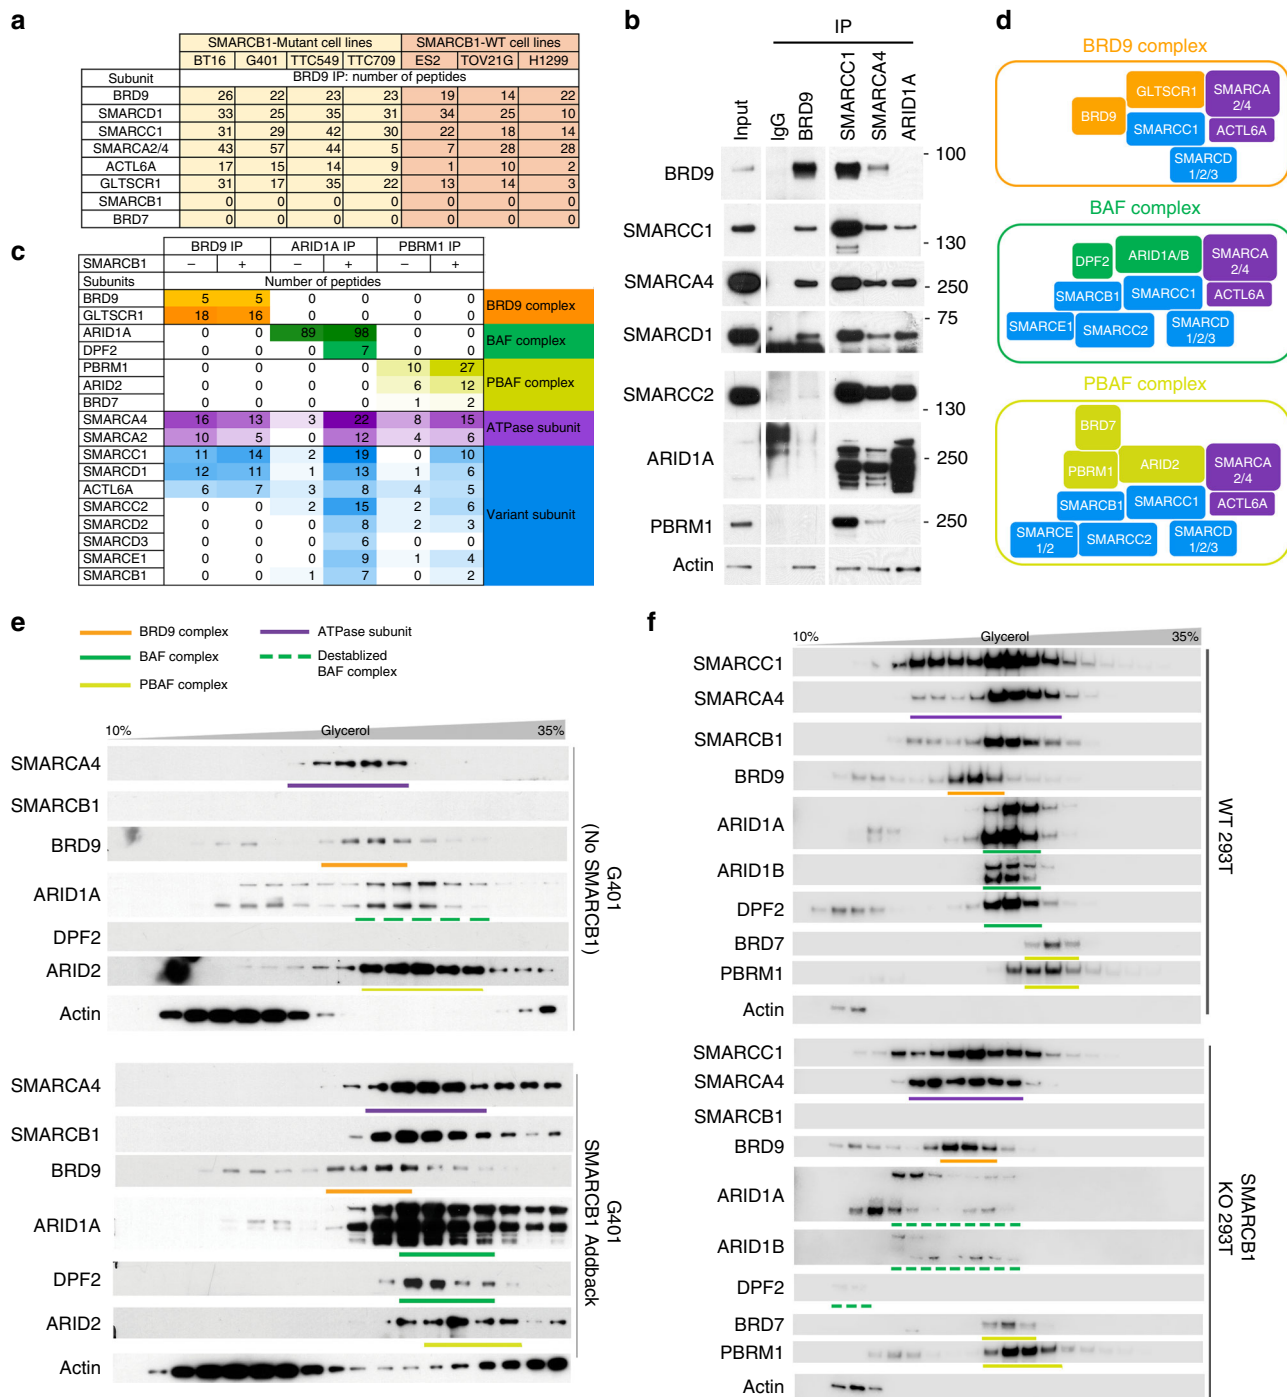 a
SMARCB1-Mutant cell lines SMARCB1-WT cell lines
BT16 G401 TTC549 TTC709 ES2 TOV21G H1299
Subunit BRD9 IP: number of peptides
BRD9 26 22 23 23 19 14 22
SMARCD1 33 25 35 31 34 25 10
SMARCC1 31 29 42 30 22 18 14
SMARCA2/4 43 57 44 5 7 28 28
ACTL6A 17 15 14 9 1 10 2
GLTSCR1 31 17 35 22 13 14 3
SMARCB1 0 0 0 0 0 0 0
BRD7 0 0 0 0 0 0 0
c
BRD9 IP ARID1A IP PBRM1 IP
SMARCB1 – + – + – +
Subunits Number of peptides
BRD9 5 5 0 0 0 0
GLTSCR1 18 16 0 0 0 0
BRD9 complex
ARID1A 0 0 89 98 0 0
DPF2 0 0 0 7 0 0
BAF complex
PBRM1 0 0 0 0 10 27
ARID2 0 0 0 0 6 12
BRD7 0 0 0 0 1 2
PBAF complex
SMARCA4 16 13 3 22 8 15
SMARCA2 10 5 0 12 4 6
ATPase subunit
SMARCC1 11 14 2 19 0 10
SMARCD1 12 11 1 13 1 6
ACTL6A 6 7 3 8 4 5
SMARCC2 0 0 2 15 2 6
SMARCD2 0 0 0 8 2 3
SMARCD3 0 0 0 6 0 0
SMARCE1 0 0 0 9 1 4
SMARCB1 0 0 1 7 0 2
Variant subunit
b
IP
Input IgG BRD9 SMARCC1 SMARCA4 ARID1A
BRD9
- 100
SMARCC1
- 130
SMARCA4
- 250
- 75
SMARCD1
SMARCC2
- 130
ARID1A
- 250
PBRM1
- 250
Actin
d
BRD9 complex
GLTSCR1
SMARCA
2/4
BRD9
SMARCC1
ACTL6A
SMARCD
1/2/3
BAF complex
DPF2
ARID1A/B
SMARCA
2/4
SMARCB1
SMARCC1
ACTL6A
SMARCE1
SMARCC2
SMARCD
1/2/3
PBAF complex
BRD7
PBRM1
ARID2
SMARCA
2/4
SMARCB1
SMARCC1
ACTL6A
SMARCE
1/2
SMARCC2
SMARCD
1/2/3
e
BRD9 complex
BAF complex
PBAF complex
ATPase subunit
Destablized
BAF complex
10% Glycerol 35%
SMARCA4
SMARCB1
BRD9
ARID1A
DPF2
ARID2
Actin
G401
(No SMARCB1)
SMARCA4
SMARCB1
BRD9
ARID1A
DPF2
ARID2
Actin
G401
SMARCB1 Addback
f
10% Glycerol 35%
SMARCC1
SMARCA4
SMARCB1
BRD9
ARID1A
ARID1B
DPF2
BRD7
PBRM1
Actin
WT 293T
SMARCC1
SMARCA4
SMARCB1
BRD9
ARID1A
ARID1B
DPF2
BRD7
PBRM1
Actin
SMARCB1
KO 293T